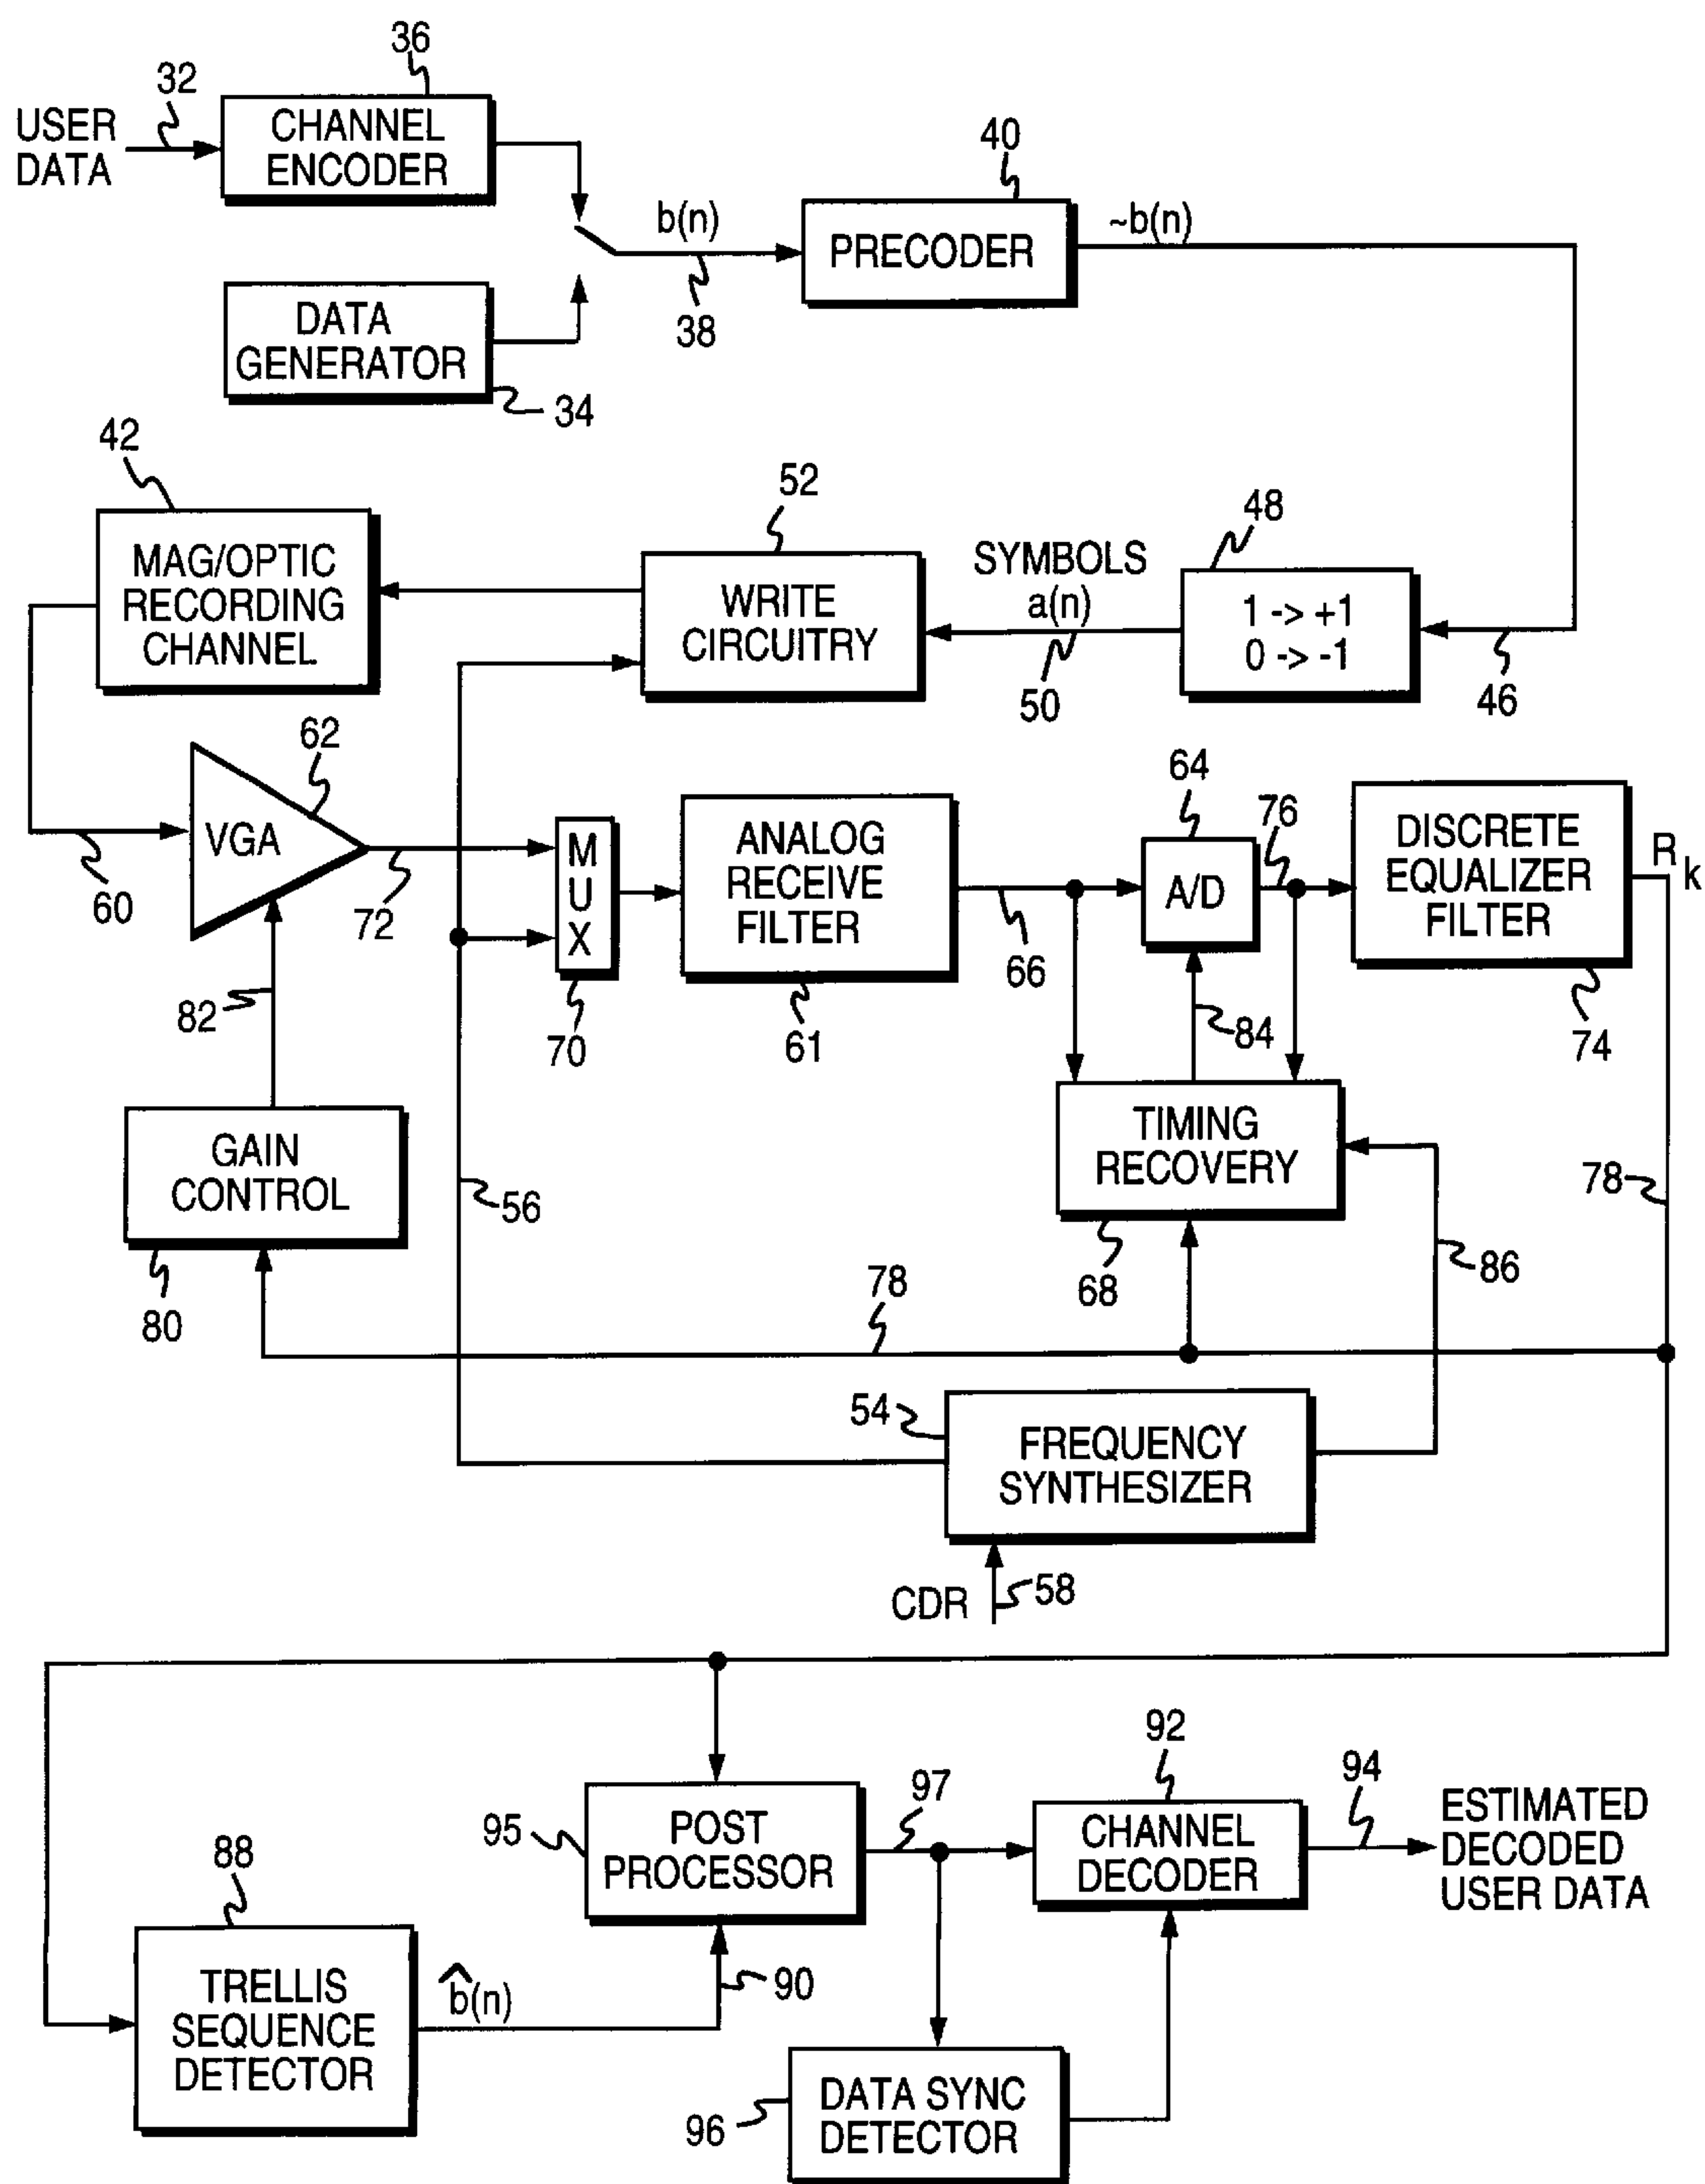 36
32
USER
DATA
CHANNEL
ENCODER
40
b(n)
PRECODER
~b(n)
38
DATA
GENERATOR
34
42
52
48
MAG/OPTIC
RECORDING
CHANNEL
WRITE
CIRCUITRY
SYMBOLS
a(n)
1 -> +1
0 -> -1
50
46
62
64
76
VGA
MUX
ANALOG
RECEIVE
FILTER
A/D
DISCRETE
EQUALIZER
FILTER
R k
60
72
66
82
70
61
84
74
GAIN
CONTROL
TIMING
RECOVERY
56
78
86
80
78
68
54
FREQUENCY
SYNTHESIZER
CDR
58
92
97
94
95
POST
PROCESSOR
CHANNEL
DECODER
ESTIMATED
DECODED
USER DATA
88
TRELLIS
SEQUENCE
DETECTOR
b̂(n)
90
DATA SYNC
DETECTOR
96